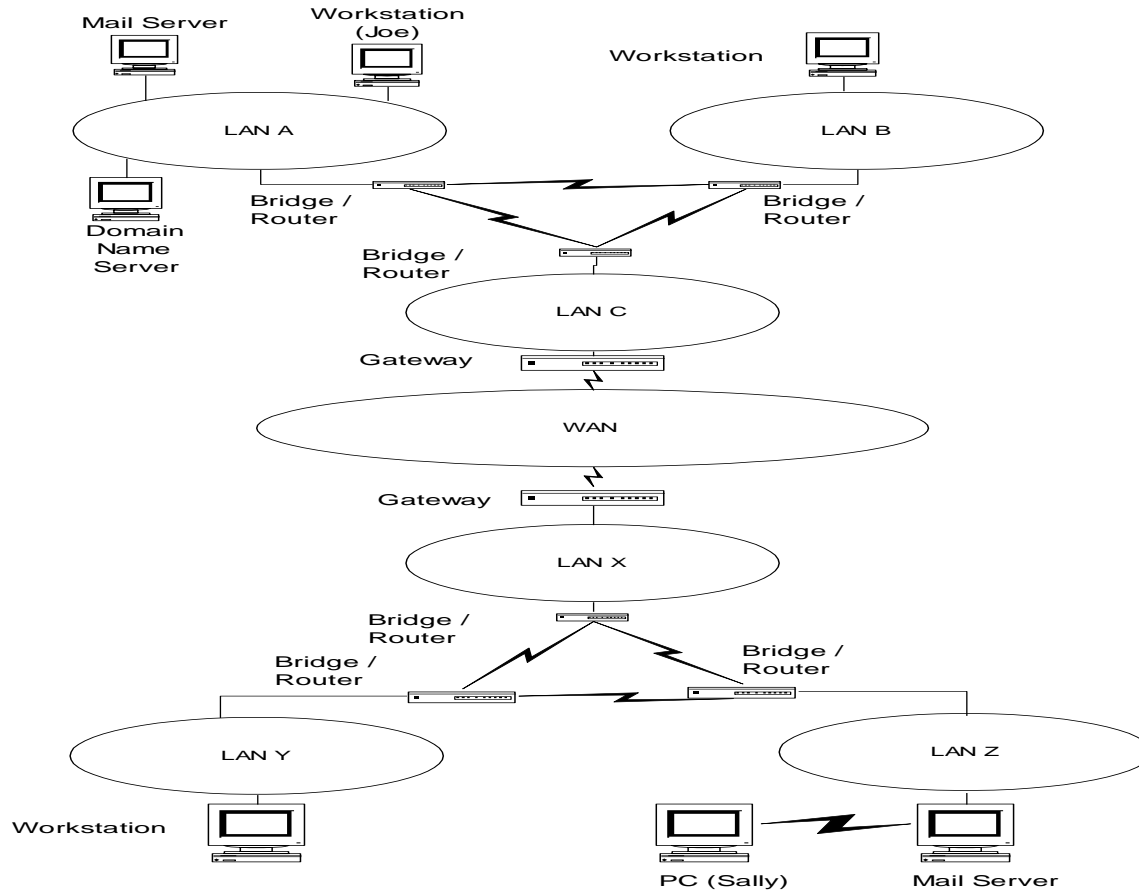 Mail Server
Workstation
(Joe)
Workstation
LAN A
LAN B
Bridge /
Router
Bridge /
Router
Domain
Name
Server
Bridge /
Router
LAN C
Gateway
WAN
Gateway
LAN X
Bridge /
Router
Bridge /
Router
Bridge /
Router
LAN Y
LAN Z
Workstation
PC (Sally)
Mail Server